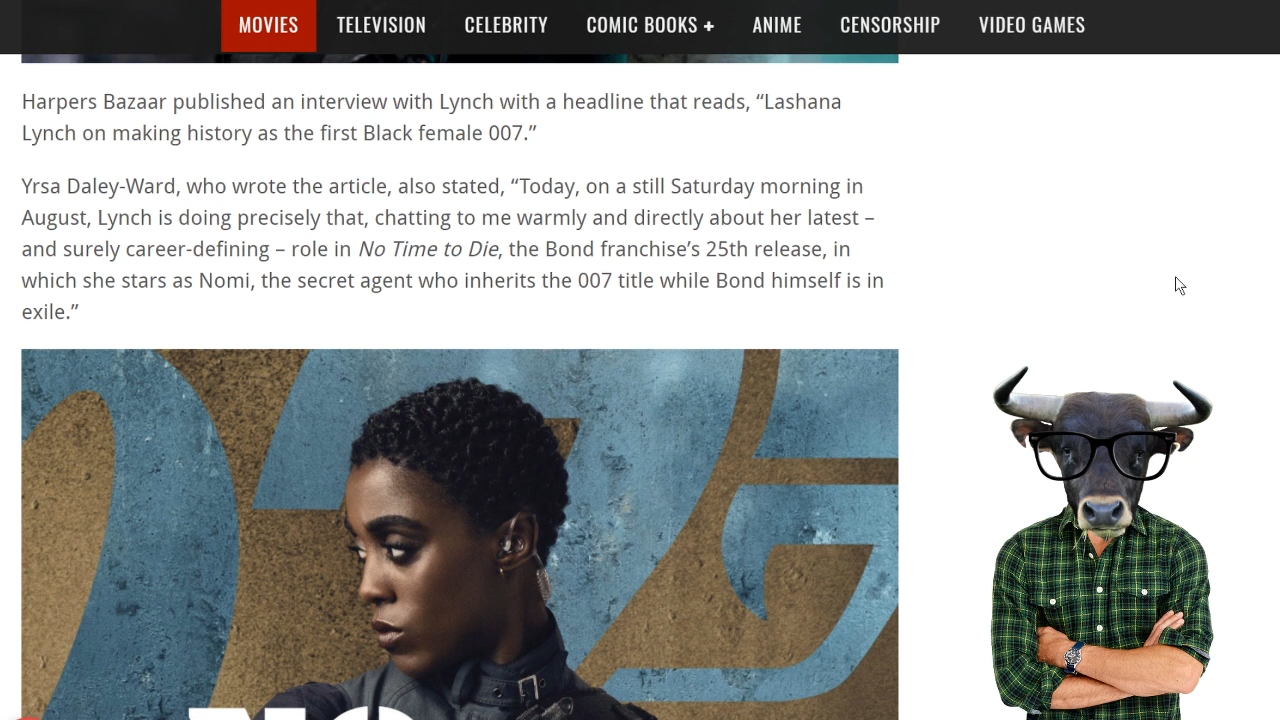 MOVIES TELEVISION CELEBRITY COMIC BOOKS + ANIME CENSORSHIP VIDEO GAMES
Harpers Bazaar published an interview with Lynch with a headline that reads, “Lashana
Lynch on making history as the first Black female 007.”
Yrsa Daley-Ward, who wrote the article, also stated, “Today, on a still Saturday morning in
August, Lynch is doing precisely that, chatting to me warmly and directly about her latest –
and surely career-defining – role in No Time to Die, the Bond franchise’s 25th release, in
which she stars as Nomi, the secret agent who inherits the 007 title while Bond himself is in
exile.”
NO